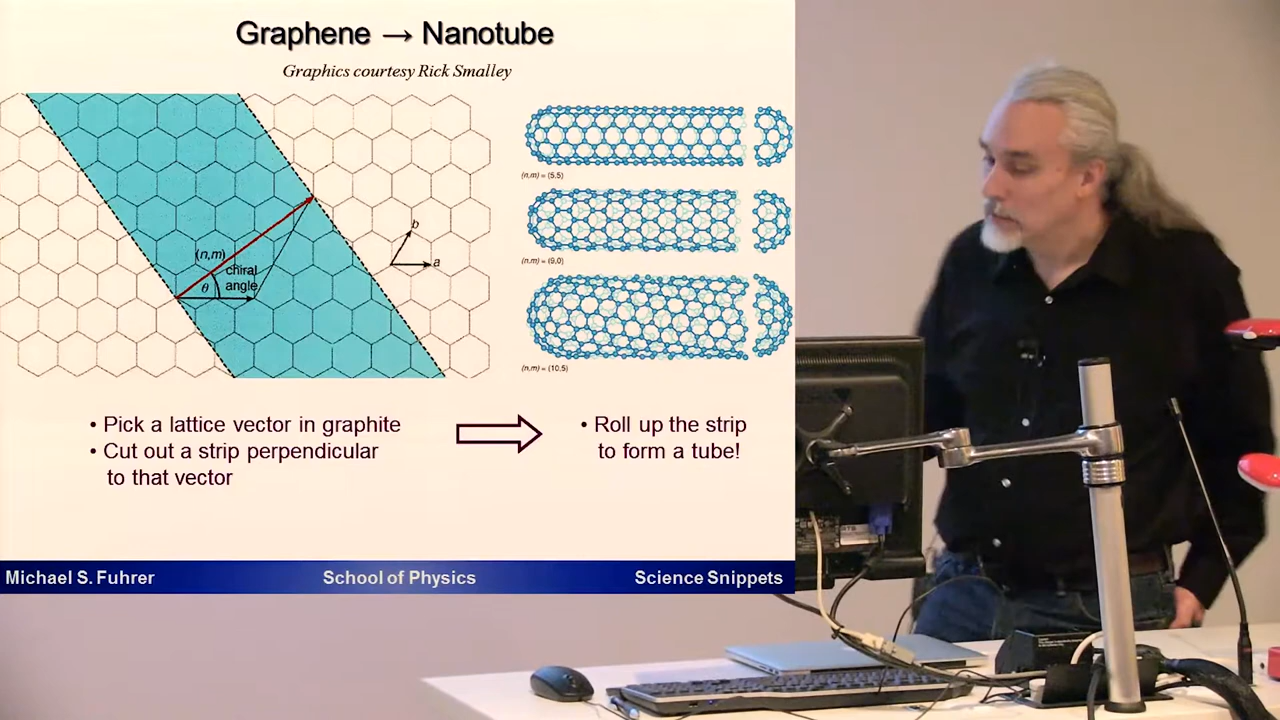 Graphene → Nanotube
Graphics courtesy Rick Smalley
(n,m)
chiral
angle
θ
b
a
(n,m) = (5,5)
(n,m) = (9,0)
(n,m) = (10,5)
• Pick a lattice vector in graphite
• Cut out a strip perpendicular
to that vector
• Roll up the strip
to form a tube!
Michael S. Fuhrer
School of Physics
Science Snippets